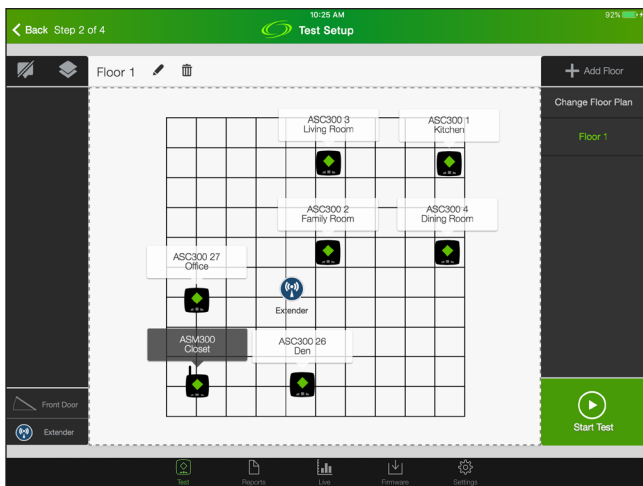 10:25 AM
92%
Back Step 2 of 4
Test Setup
Floor 1
Add Floor
Change Floor Plan
Floor 1
ASC300 3
Living Room
ASC300 1
Kitchen
ASC300 2
Family Room
ASC300 4
Dining Room
ASC300 27
Office
Extender
ASM300
Closet
ASC300 26
Den
Front Door
Extender
Start Test
Test
Reports
Live
Firmware
Settings